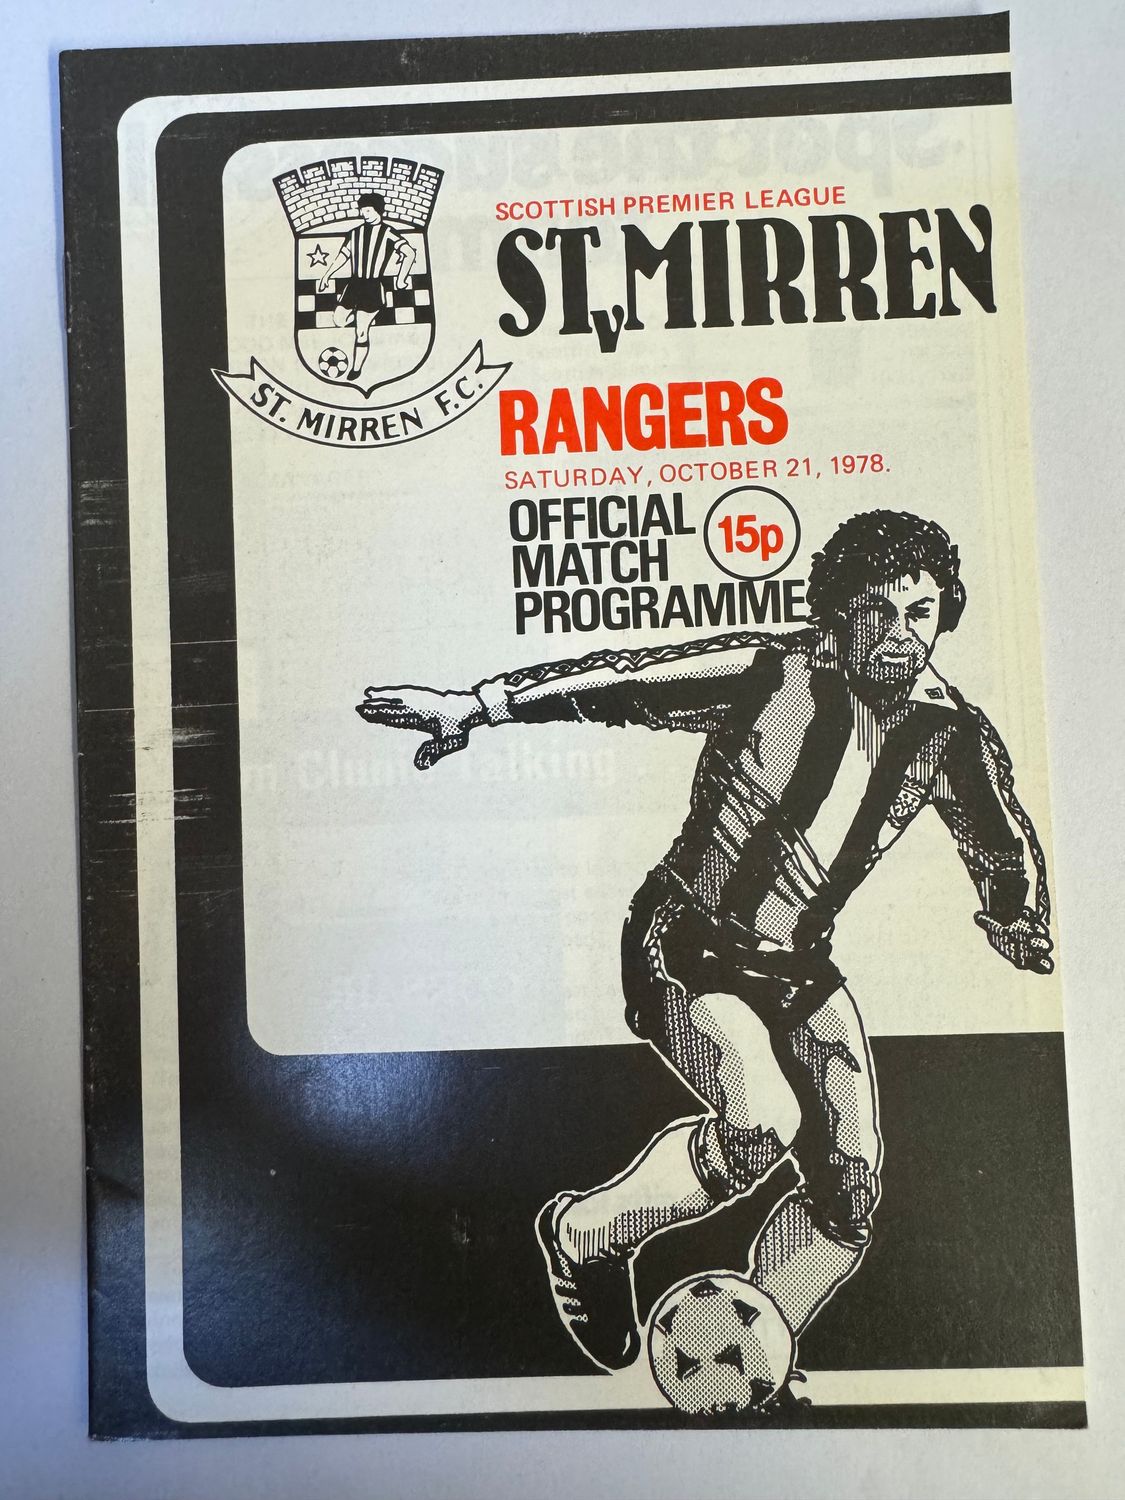 SCOTTISH PREMIER LEAGUE
ST. MIRREN
v
RANGERS
SATURDAY, OCTOBER 21, 1978.
OFFICIAL
MATCH
PROGRAMME
15p
ST. MIRREN F.C.